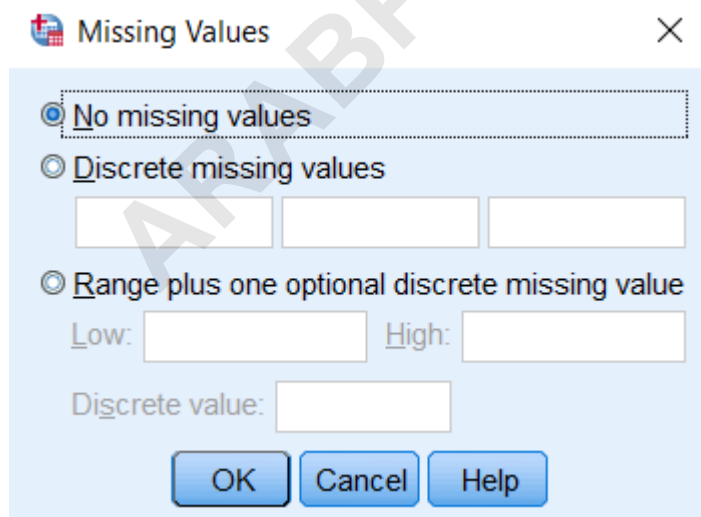 Missing Values
No missing values
Discrete missing values
Range plus one optional discrete missing value
Low: High:
Discrete value:
OK Cancel Help
ARABP